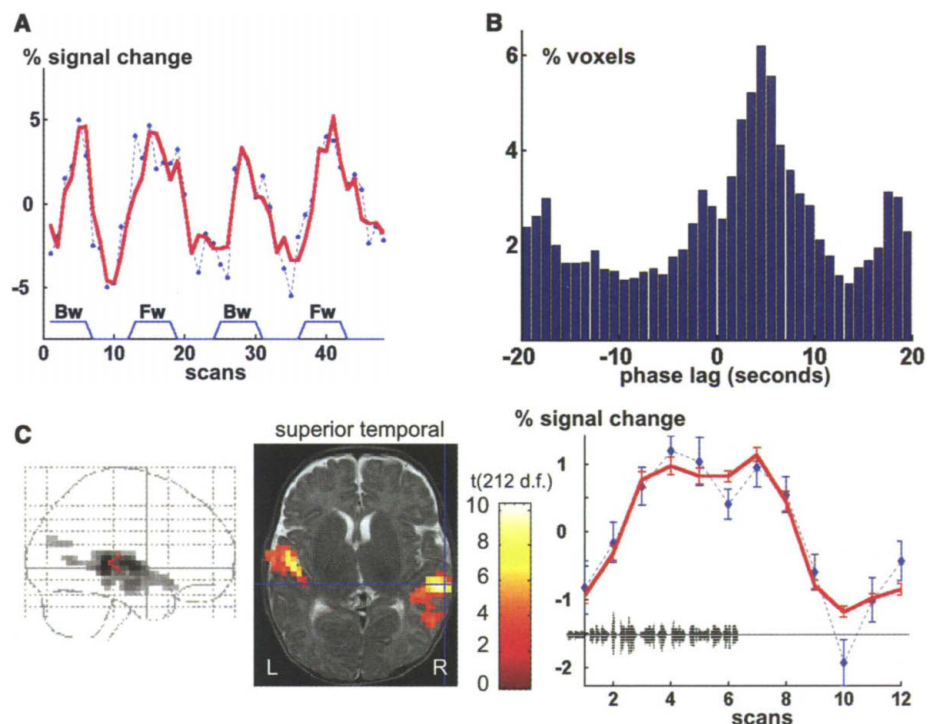 A
% signal change
5
0
-5
Bw
Fw
Bw
Fw
0
10
20
30
40
scans
B
% voxels
6
4
2
-20
-10
0
10
20
phase lag (seconds)
C
superior temporal
L
R
t(212 d.f.)
10
8
6
4
2
0
% signal change
1
0
-1
-2
2
4
6
8
10
12
scans